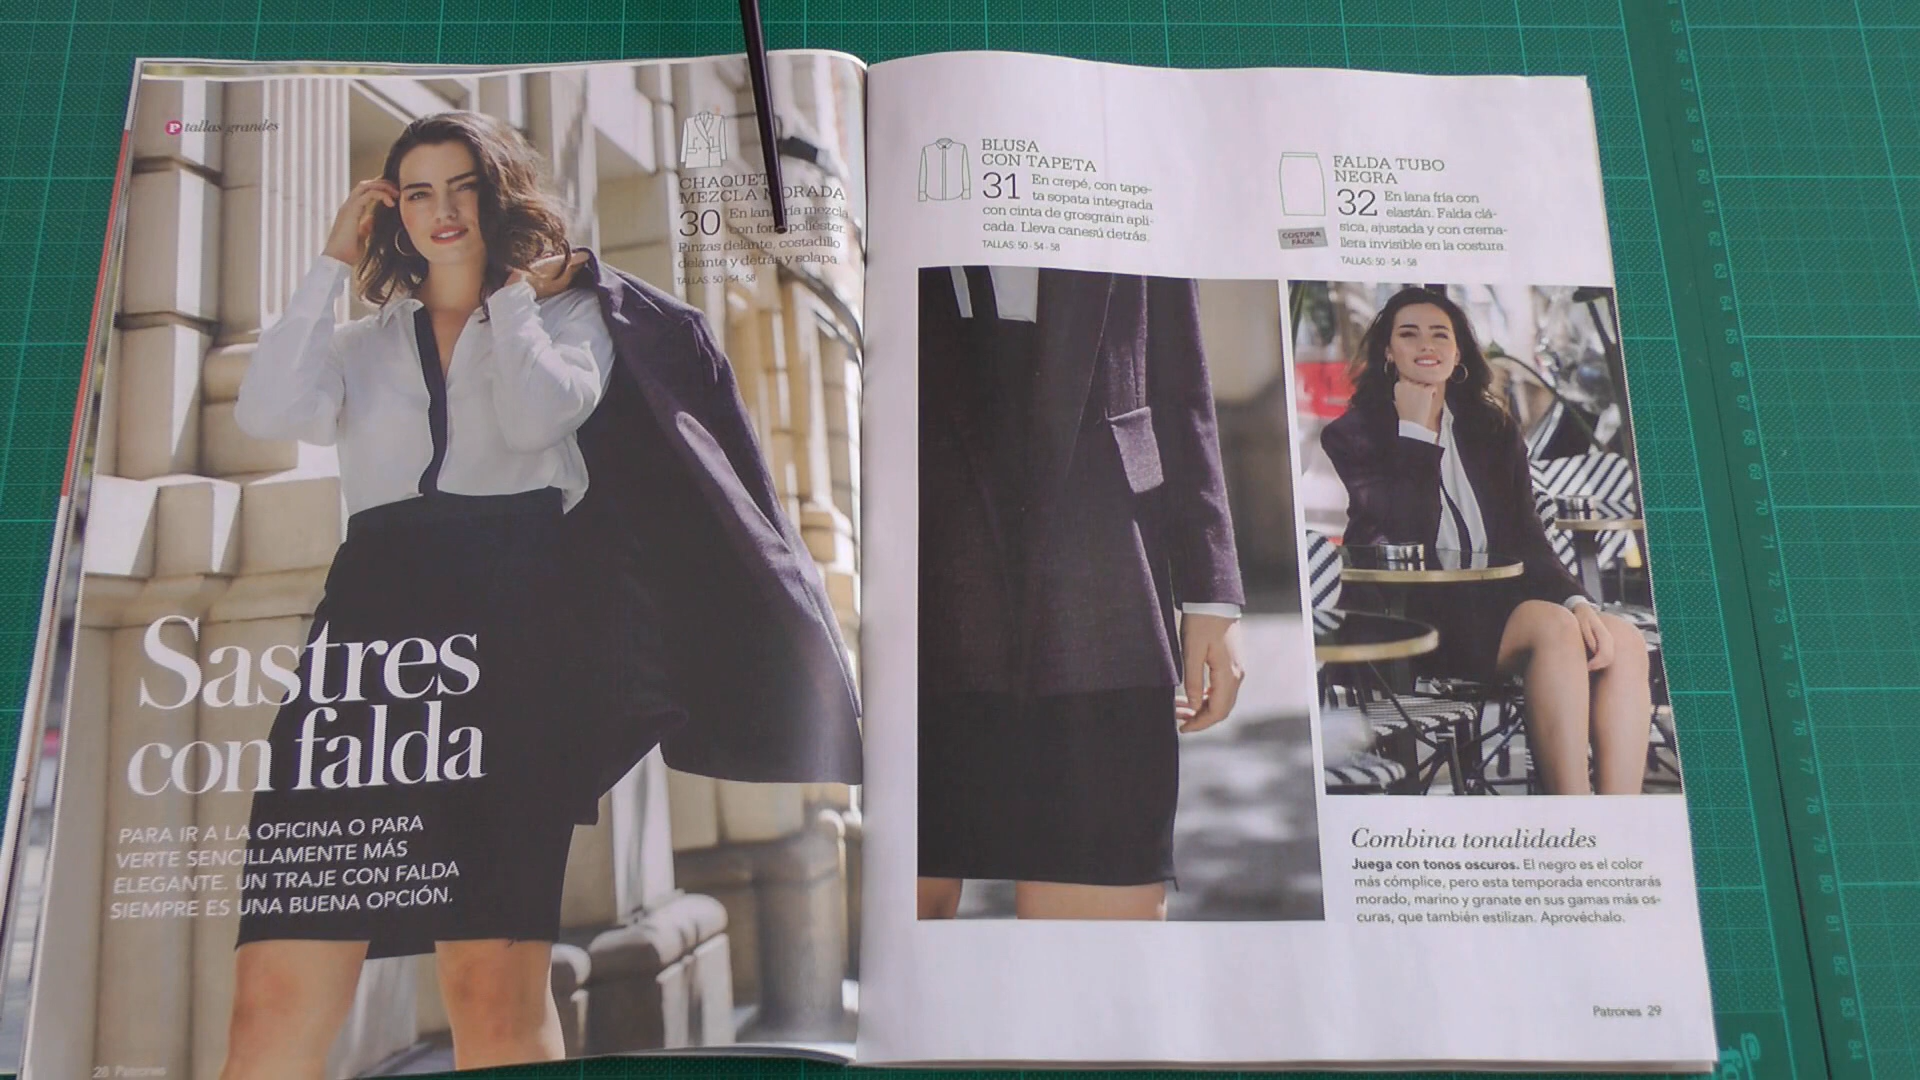 P tallas grandes
MEZCLA
30 En lana fría mezcla
con poliéster.
Pinzas delante, costadillo
delante y detrás y solapa.
TALLAS: 50 - 54 - 58
Sastres
con falda
PARA IR A LA OFICINA O PARA
VERTE SENCILLAMENTE MÁS
ELEGANTE. UN TRAJE CON FALDA
SIEMPRE ES UNA BUENA OPCIÓN.
28 Patrones
BLUSA
CON TAPETA
31 En crepé, con tape-
ta sopata integrada
con cinta de grosgrain apli-
cada. Lleva canesú detrás.
TALLAS: 50 - 54 - 58
FALDA TUBO
NEGRA
32 En lana fría con
elastán. Falda clá-
sica, ajustada y con crema-
llera invisible en la costura.
TALLAS: 50 - 54 - 58
COSTURA
FÁCIL
Combina tonalidades
Juega con tonos oscuros. El negro es el color
más cómplice, pero esta temporada encontrarás
morado, marino y granate en sus gamas más os-
curas, que también estilizan. Aprovéchalo.
Patrones 29